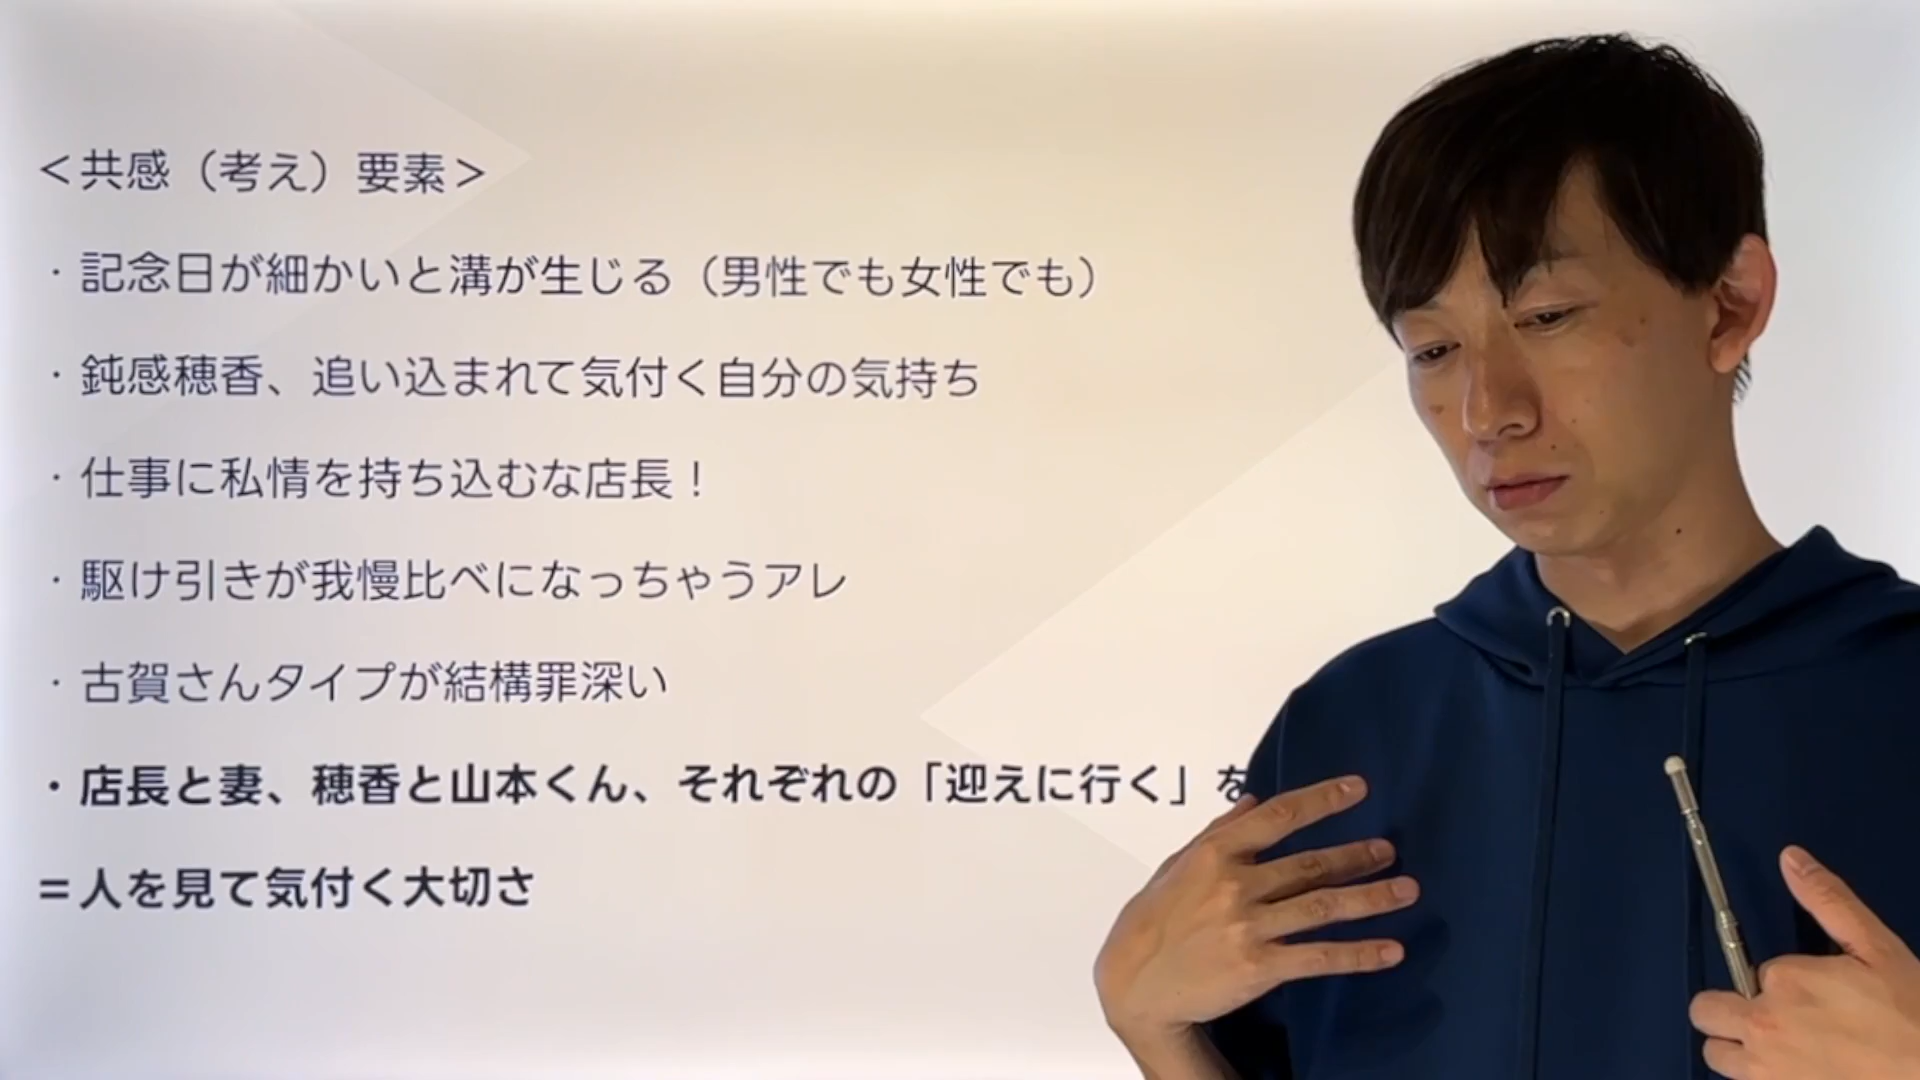 ＜共感（考え）要素＞
・記念日が細かいと溝が生じる（男性でも女性でも）
・鈍感穂香、追い込まれて気付く自分の気持ち
・仕事に私情を持ち込むな店長！
・駆け引きが我慢比べになっちゃうアレ
・古賀さんタイプが結構罪深い
・店長と妻、穂香と山本くん、それぞれの「迎えに行く」を
＝人を見て気付く大切さ